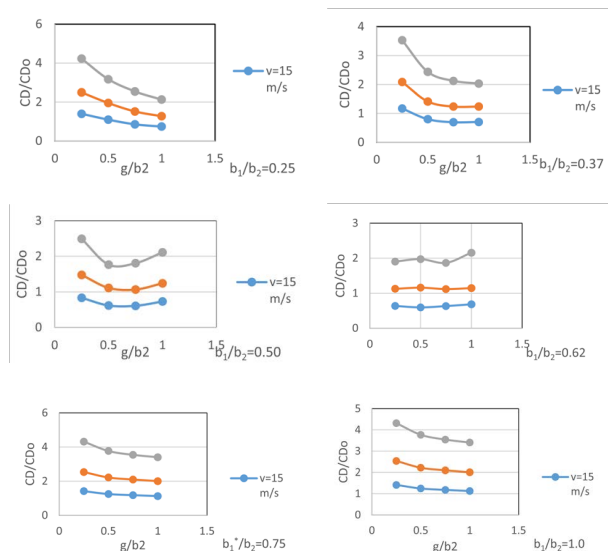 6
4
2
0
CD/CDo
0 0.5 1 1.5
g/b2
v=15
m/s
b₁/b₂=0.25
4
3
2
1
0
CD/CDo
0 0.5 1 1.5
g/b2
v=15
m/s
b₁/b₂=0.37
3
2
1
0
CD/CDo
0 0.5 1 1.5
g/b2
v=15
m/s
b₁/b₂=0.50
3
2
1
0
CD/CDo
0 0.5 1 1.5
g/b2
b₁/b₂=0.62
6
4
2
0
CD/CDo
0 0.5 1 1.5
g/b2
v=15
m/s
b₁*/b₂=0.75
5
4
3
2
1
0
CD/CDo
0 0.5 1 1.5
g/b2
v=15
m/s
b₁/b₂=1.0